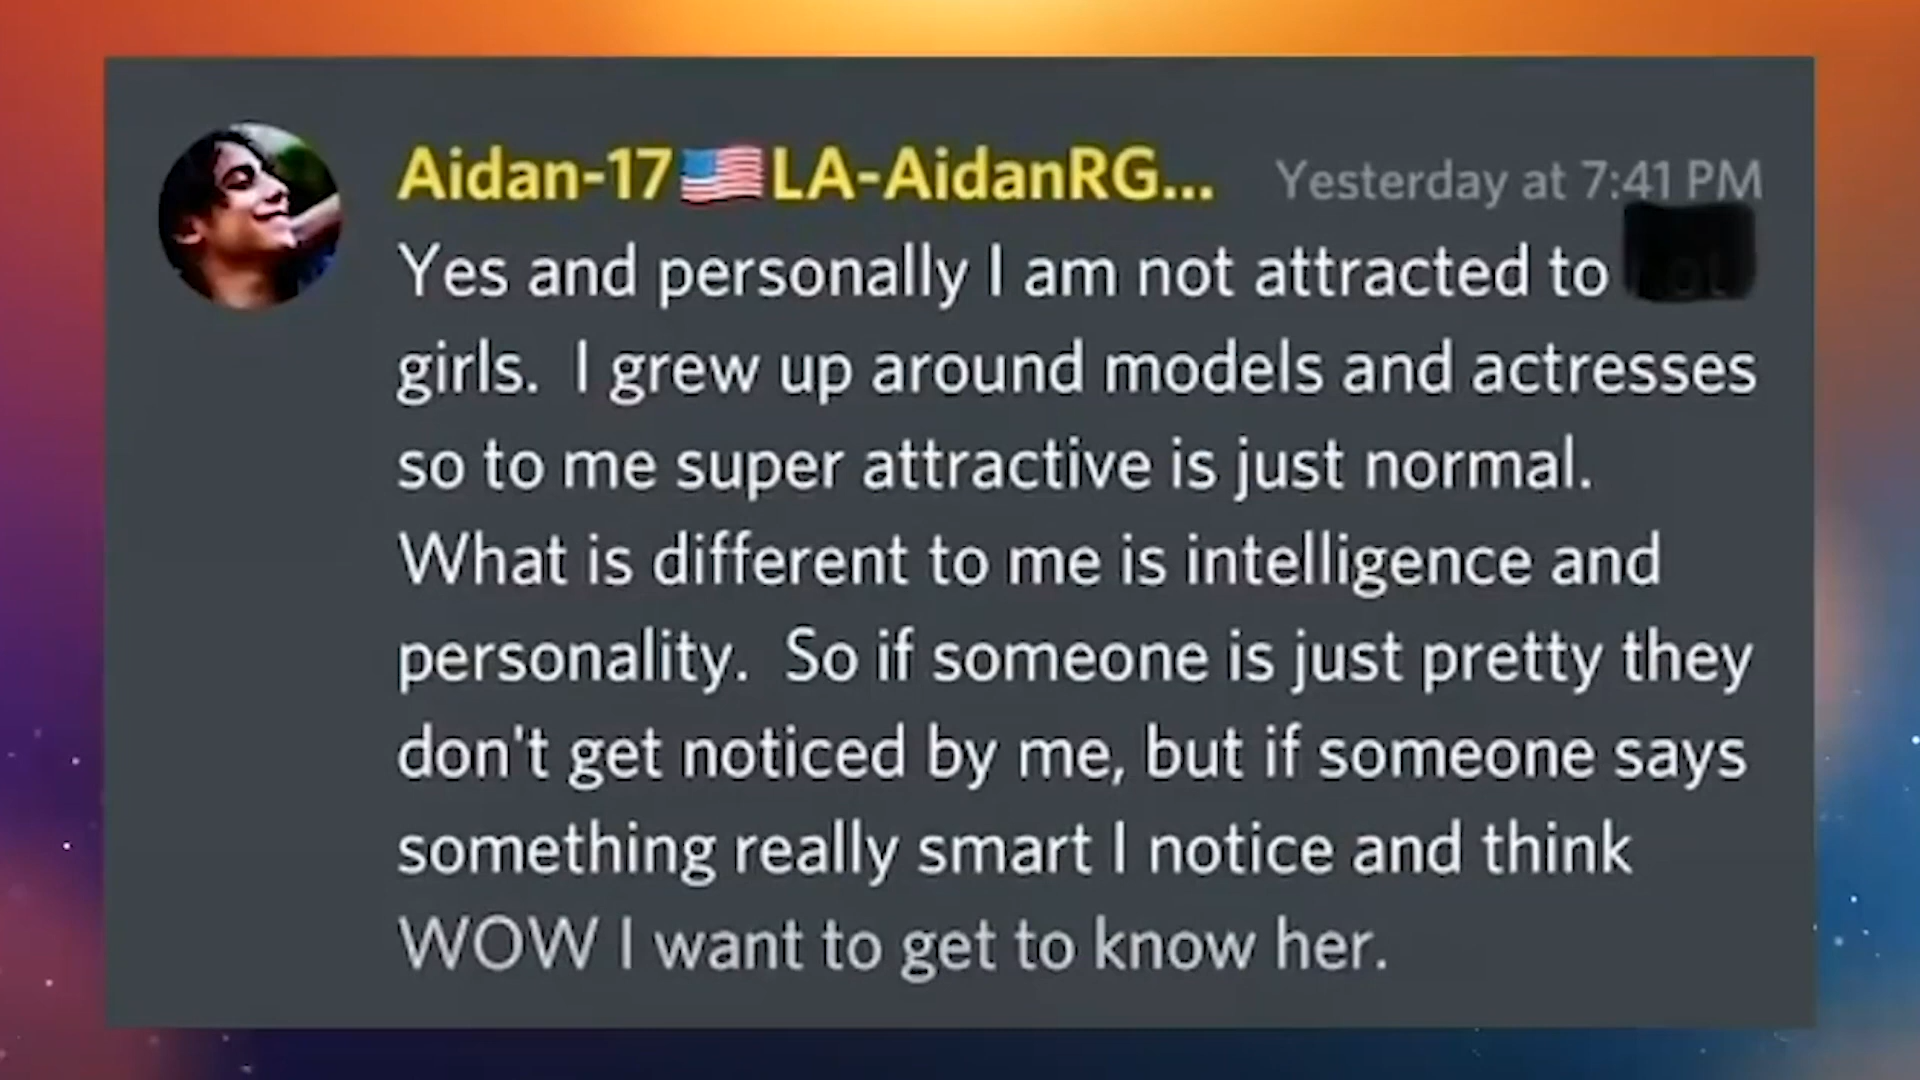 Aidan-17🇺🇸LA-AidanRG... Yesterday at 7:41 PM
Yes and personally I am not attracted to
girls.  I grew up around models and actresses
so to me super attractive is just normal.
What is different to me is intelligence and
personality.  So if someone is just pretty they
don't get noticed by me, but if someone says
something really smart I notice and think
WOW I want to get to know her.